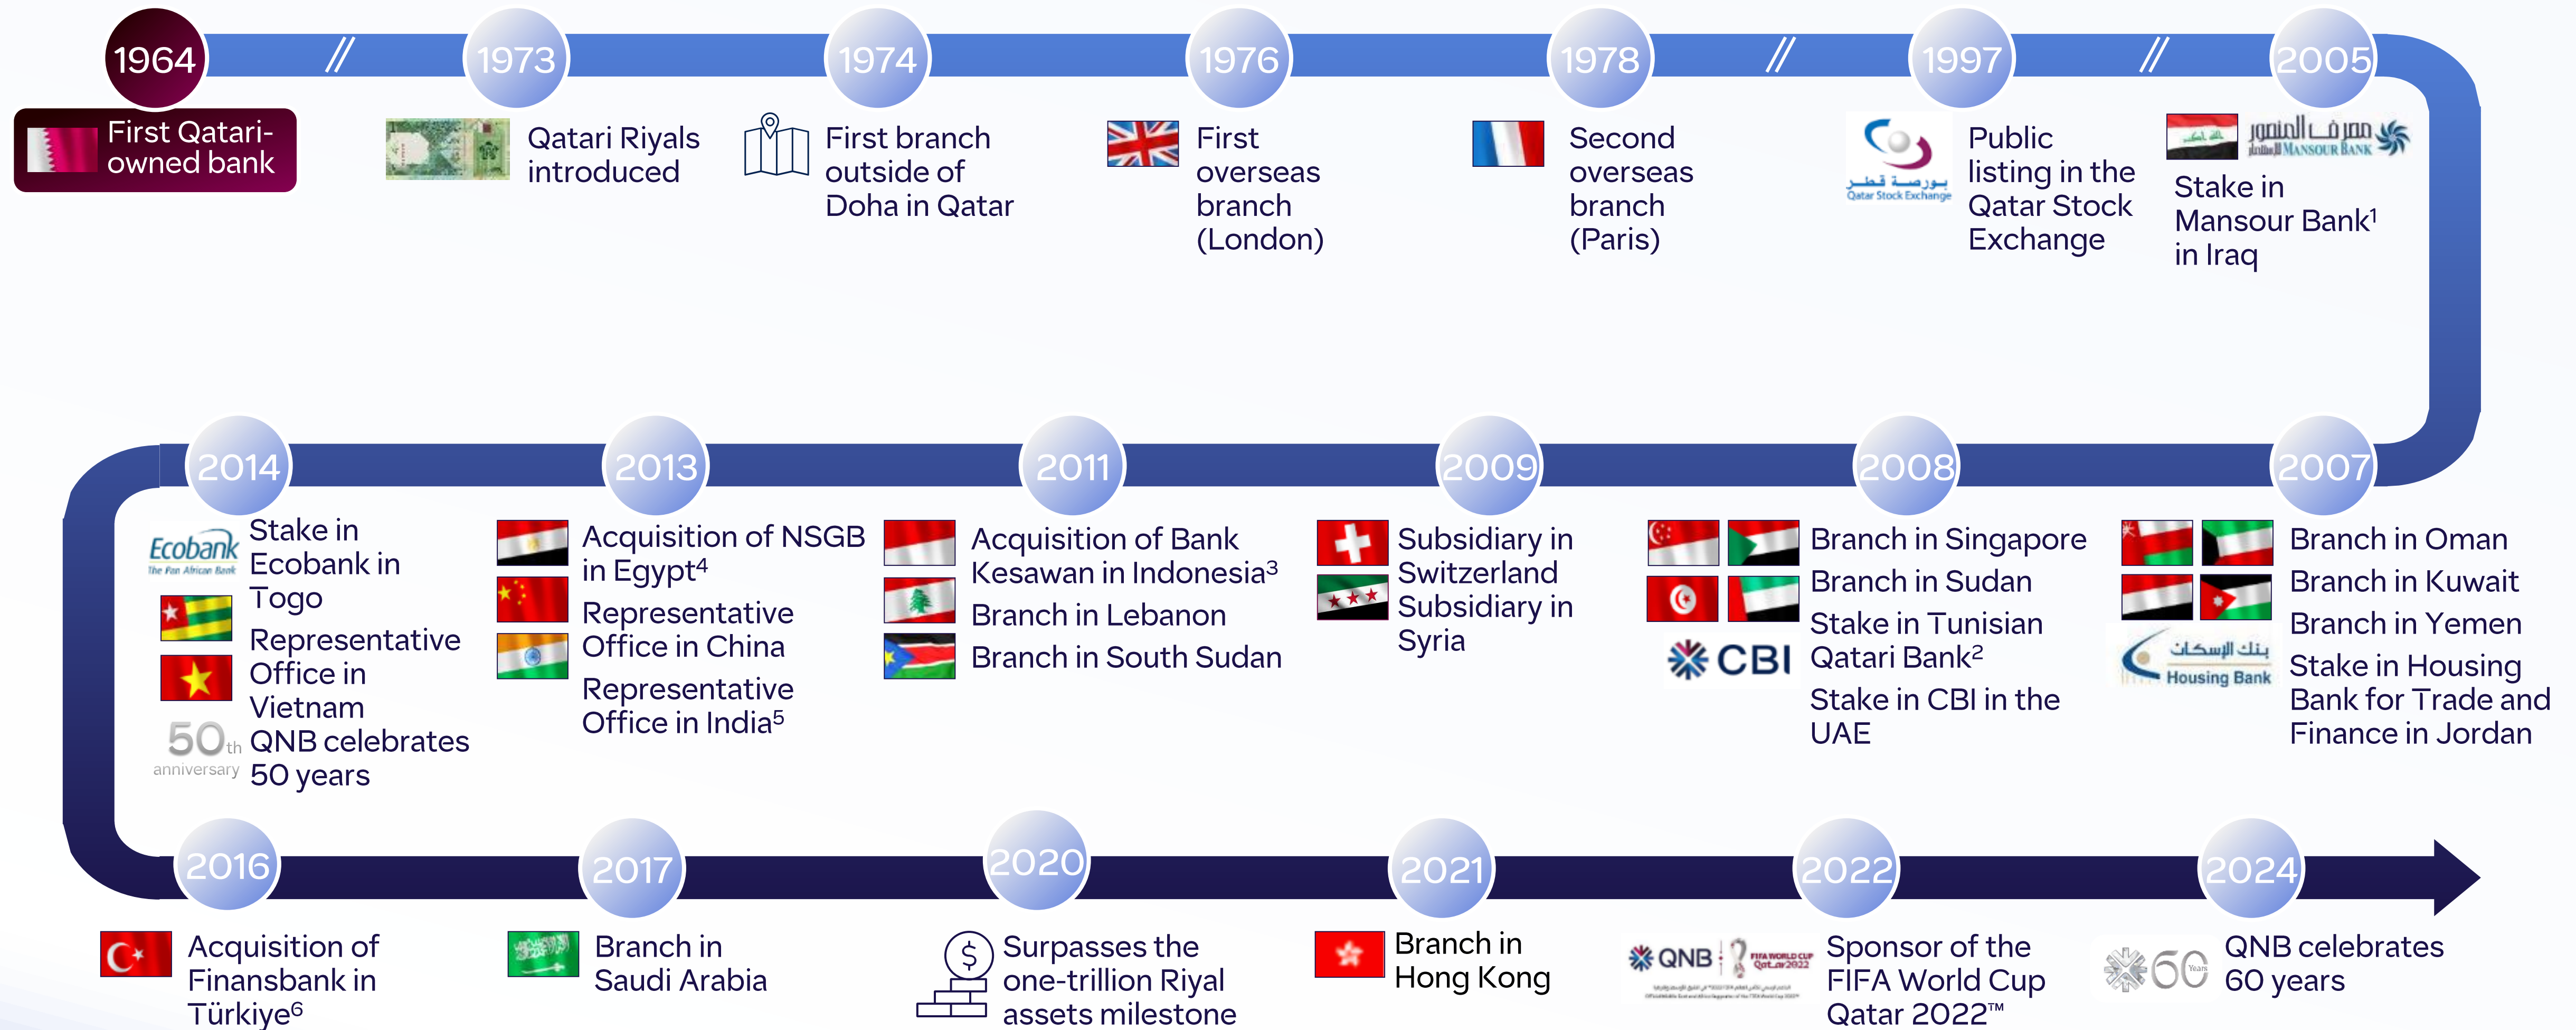 1964
First Qatari-
owned bank
1973
Qatari Riyals
introduced
1974
First branch
outside of
Doha in Qatar
1976
First
overseas
branch
(London)
1978
Second
overseas
branch
(Paris)
1997
بورصة قطر
Qatar Stock Exchange
Public
listing in the
Qatar Stock
Exchange
2005
مصرف المنصور
MANSOUR BANK
Stake in
Mansour Bank¹
in Iraq
2007
Branch in Oman
Branch in Kuwait
Branch in Yemen
بنك الإسكان
Housing Bank
Stake in Housing
Bank for Trade and
Finance in Jordan
2008
Branch in Singapore
Branch in Sudan
Stake in Tunisian
Qatari Bank²
CBI
Stake in CBI in the
UAE
2009
Subsidiary in
Switzerland
Subsidiary in
Syria
2011
Acquisition of Bank
Kesawan in Indonesia³
Branch in Lebanon
Branch in South Sudan
2013
Acquisition of NSGB
in Egypt⁴
Representative
Office in China
Representative
Office in India⁵
2014
Ecobank
The Pan African Bank
Stake in
Ecobank in
Togo
Representative
Office in
Vietnam
50th
anniversary
QNB celebrates
50 years
2016
Acquisition of
Finansbank in
Türkiye⁶
2017
Branch in
Saudi Arabia
2020
$
Surpasses the
one-trillion Riyal
assets milestone
2021
Branch in
Hong Kong
2022
QNB
FIFA WORLD CUP
Qatar2022
Sponsor of the
FIFA World Cup
Qatar 2022™
2024
60 Years
QNB celebrates
60 years